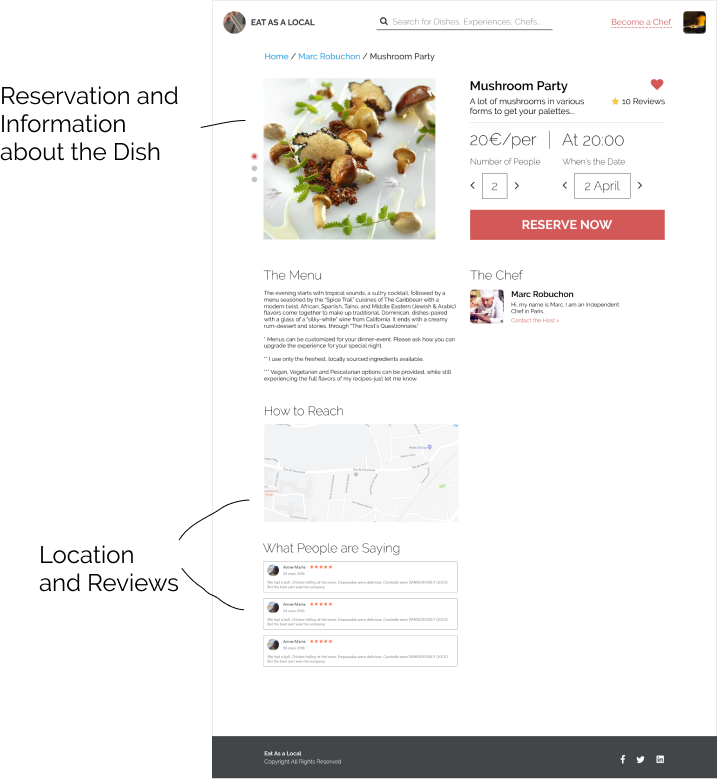 EAT AS A LOCAL
Search for Dishes, Experiences, Chefs...
Become a Chef
Home / Marc Robuchon / Mushroom Party
Reservation and
Information
about the Dish
Mushroom Party
A lot of mushrooms in various
forms to get your palettes...
10 Reviews
20€/per
At 20:00
Number of People
When's the Date
2
2 April
RESERVE NOW
The Menu
The evening starts with tropical sounds, a sultry cocktail, followed by a
menu seasoned by the "Spice Trail," cuisines of The Caribbean with a
modern twist, African, Spanish, Taino, and Middle Eastern (Jewish & Arabic)
flavors come together to make up traditional, Dominican, dishes-paired
with a glass of a "silky-white" wine from California. It ends with a creamy
rum-dessert and stories, through "The Host's Questionnaire."
* Menus can be customized for your dinner-event. Please ask how you can
upgrade the experience for your special night.
** I use only the freshest, locally sourced ingredients available.
*** Vegan, Vegetarian and Pescatarian options can be provided, while still
experiencing the full flavors of my recipes-just let me know.
The Chef
Marc Robuchon
Hi, my name is Marc. I am an Independent
Chef in Paris.
Contact the Host >
How to Reach
Location
and Reviews
What People are Saying
Anne-Marie
23 mars 2019
We had a ball. Chicken falling off the bone, Empanadas were delicious. Cocktails were DANGEROUSLY GOOD.
But the best part was the company.
Anne-Marie
23 mars 2019
We had a ball. Chicken falling off the bone, Empanadas were delicious. Cocktails were DANGEROUSLY GOOD.
But the best part was the company.
Anne-Marie
23 mars 2019
We had a ball. Chicken falling off the bone, Empanadas were delicious. Cocktails were DANGEROUSLY GOOD.
But the best part was the company.
Eat As a Local
Copyright All Rights Reserved